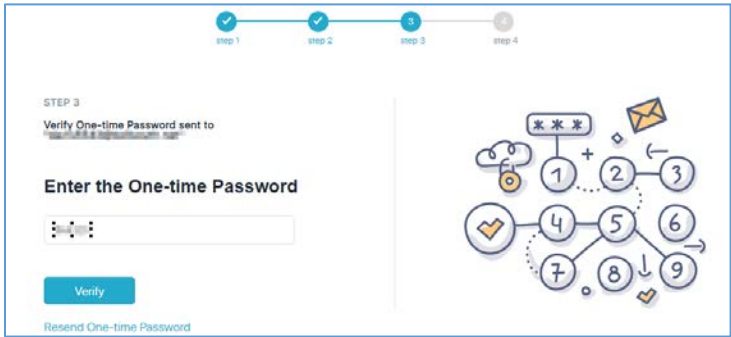 3
4
step 1
step 2
step 3
step 4
STEP 3
Verify One-time Password sent to
Enter the One-time Password
Verify
Resend One-time Password
* * *
1
2
3
4
5
6
7
8
9